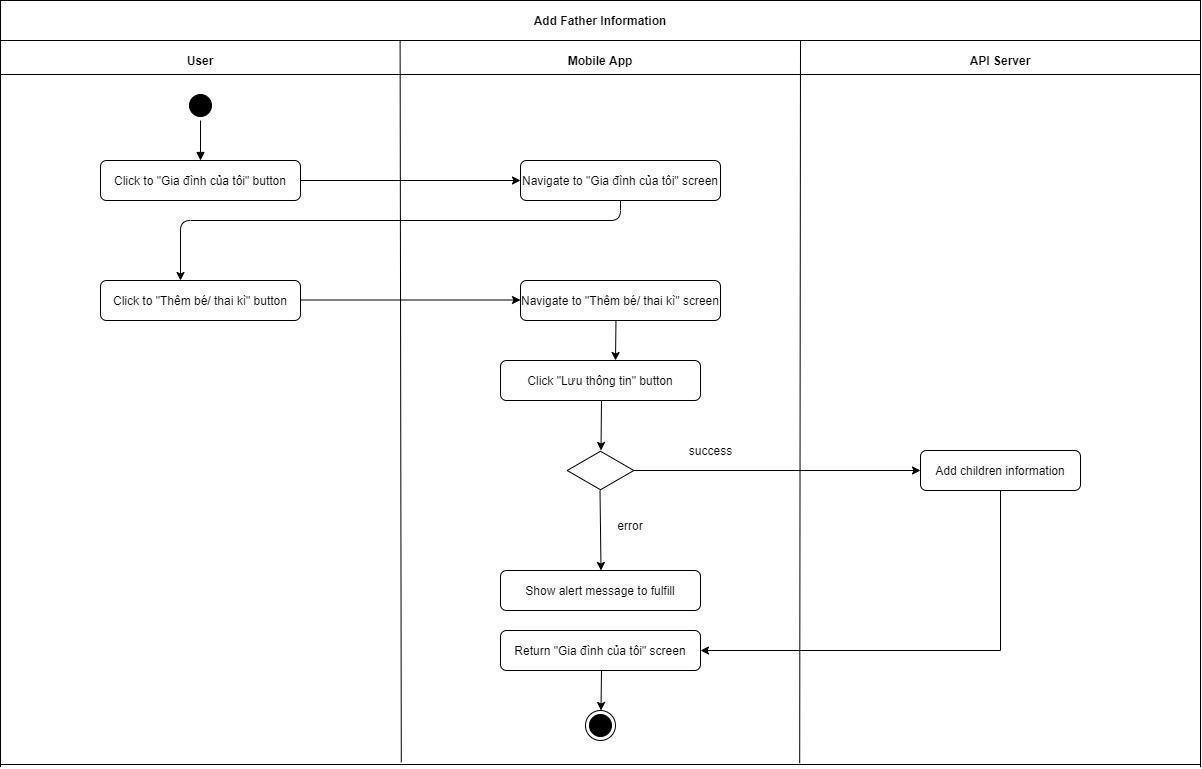 Add Father Information
User
Mobile App
API Server
Click to "Gia đình của tôi" button
Navigate to "Gia đình của tôi" screen
Click to "Thêm bé/ thai kì" button
Navigate to "Thêm bé/ thai kì" screen
Click "Lưu thông tin" button
success
Add children information
error
Show alert message to fulfill
Return "Gia đình của tôi" screen